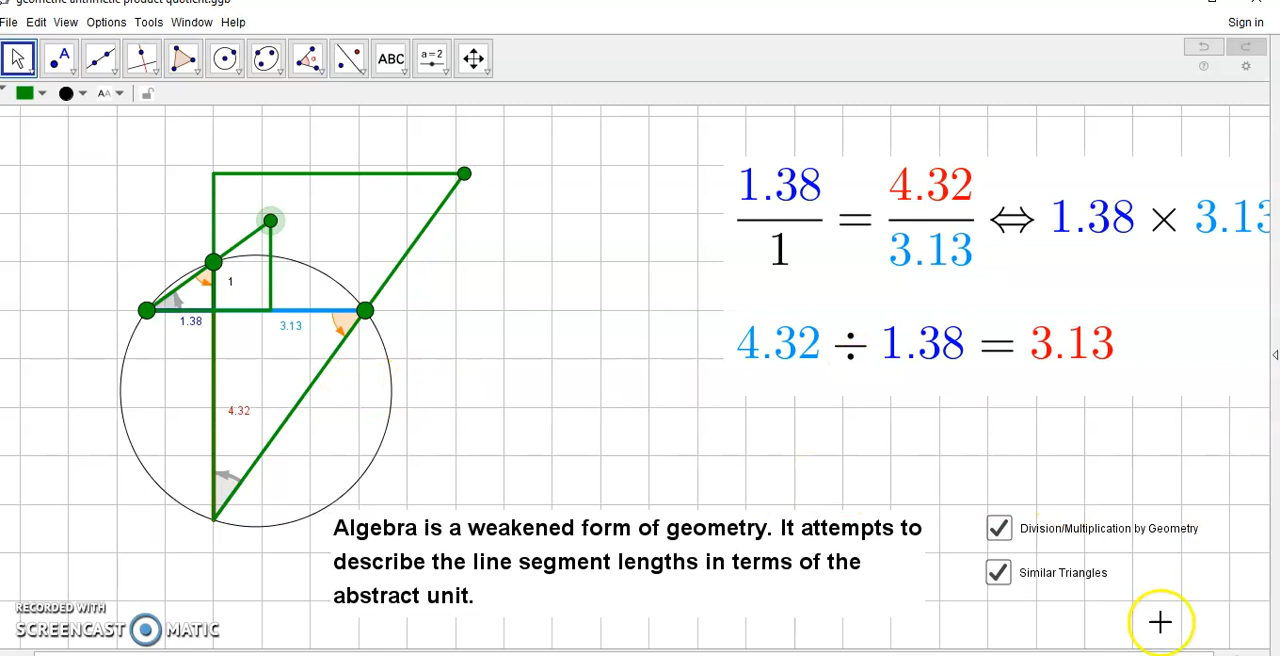 geometric arithmetic product quotient.ggb
File Edit View Options Tools Window Help
Sign in
A
ABC
a=2
AA
1.38/1 = 4.32/3.13 ⇔ 1.38 × 3.13
1
1.38
3.13
4.32 ÷ 1.38 = 3.13
4.32
Algebra is a weakened form of geometry. It attempts to
describe the line segment lengths in terms of the
abstract unit.
Division/Multiplication by Geometry
Similar Triangles
RECORDED WITH
SCREENCAST MATIC